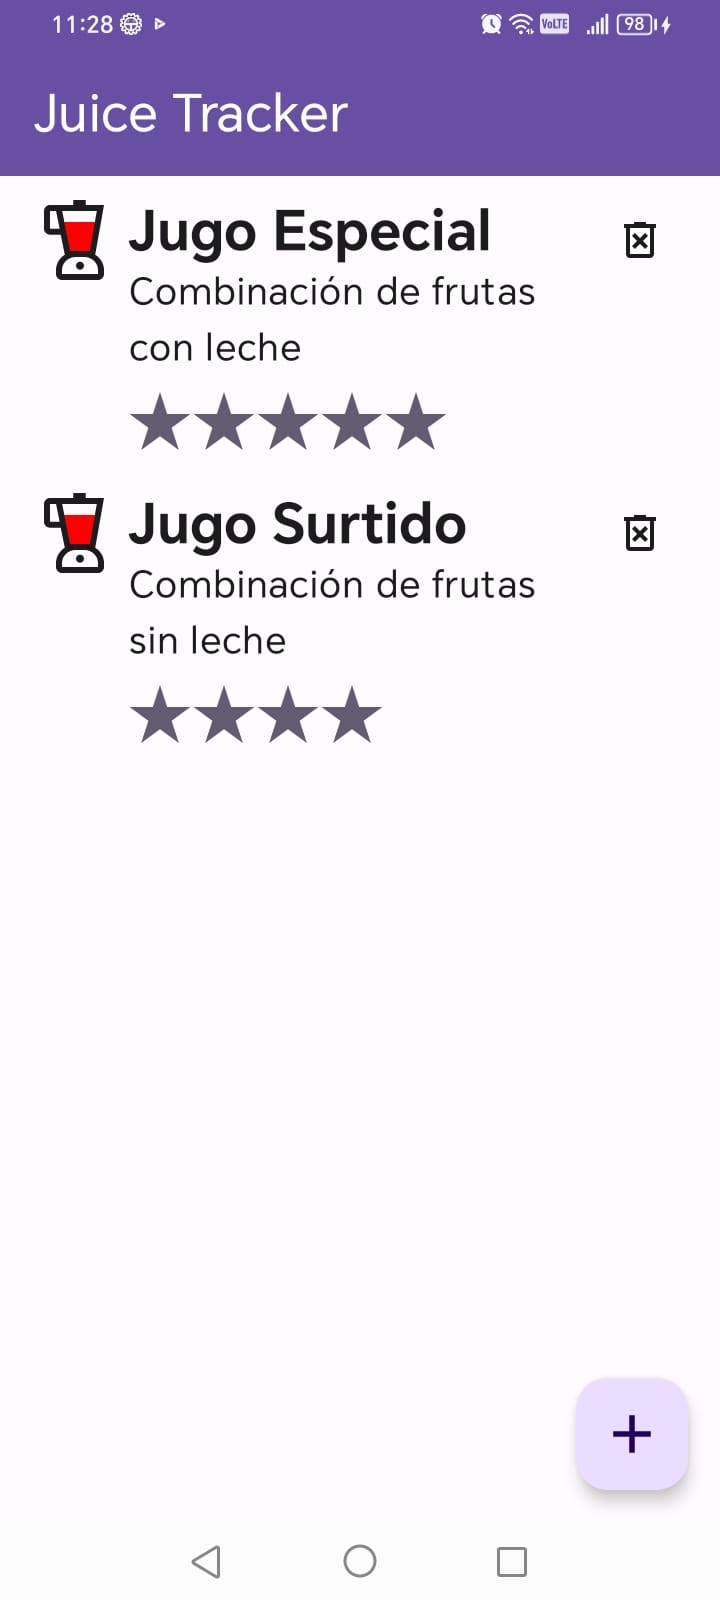 11:28 VoLTE 98
Juice Tracker
Jugo Especial
Combinación de frutas
con leche
Jugo Surtido
Combinación de frutas
sin leche